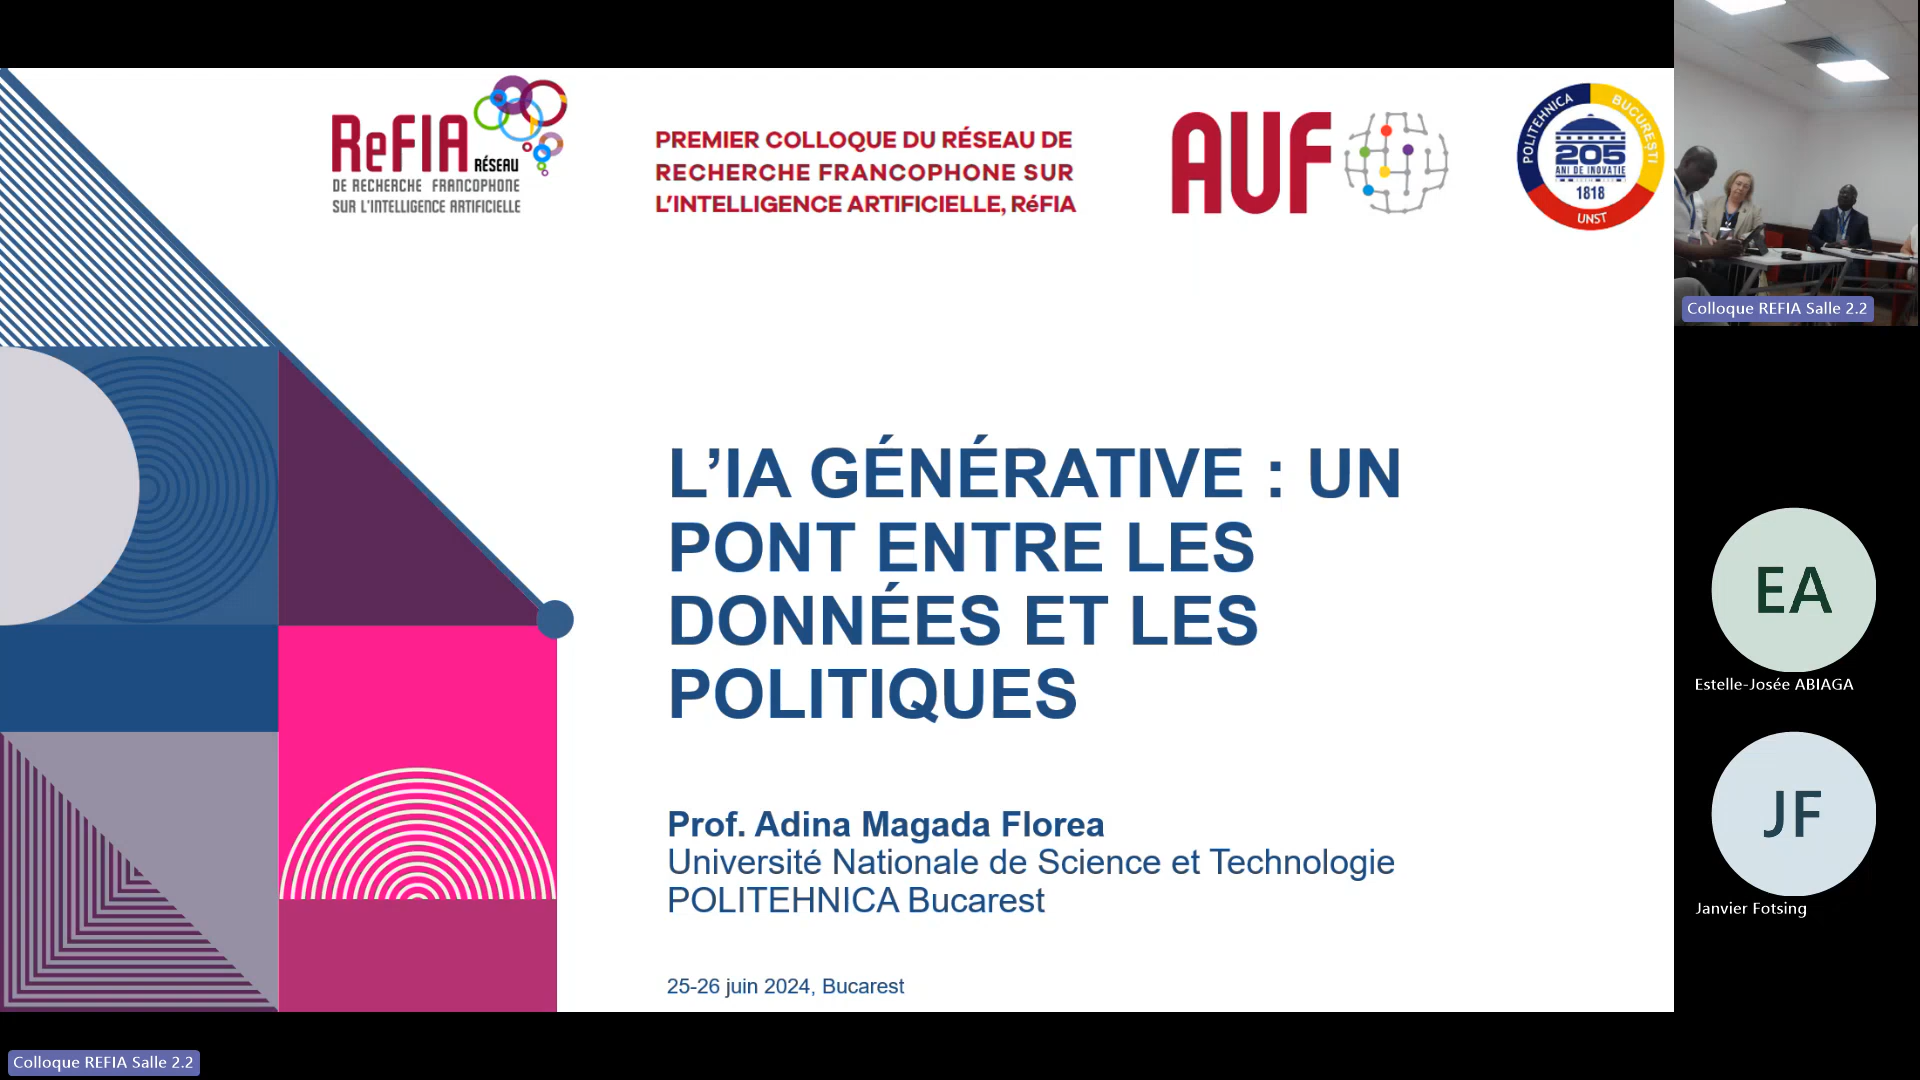 ReFIA
RÉSEAU
DE RECHERCHE FRANCOPHONE
SUR L'INTELLIGENCE ARTIFICIELLE
PREMIER COLLOQUE DU RÉSEAU DE
RECHERCHE FRANCOPHONE SUR
L'INTELLIGENCE ARTIFICIELLE, RéFIA
AUF
POLITEHNICA BUCUREȘTI
205
ANI DE INOVATIE
1818
UNST
Colloque REFIA Salle 2.2
L'IA GÉNÉRATIVE : UN
PONT ENTRE LES
DONNÉES ET LES
POLITIQUES
Prof. Adina Magada Florea
Université Nationale de Science et Technologie
POLITEHNICA Bucarest
25-26 juin 2024, Bucarest
EA
Estelle-Josée ABIAGA
JF
Janvier Fotsing
Colloque REFIA Salle 2.2